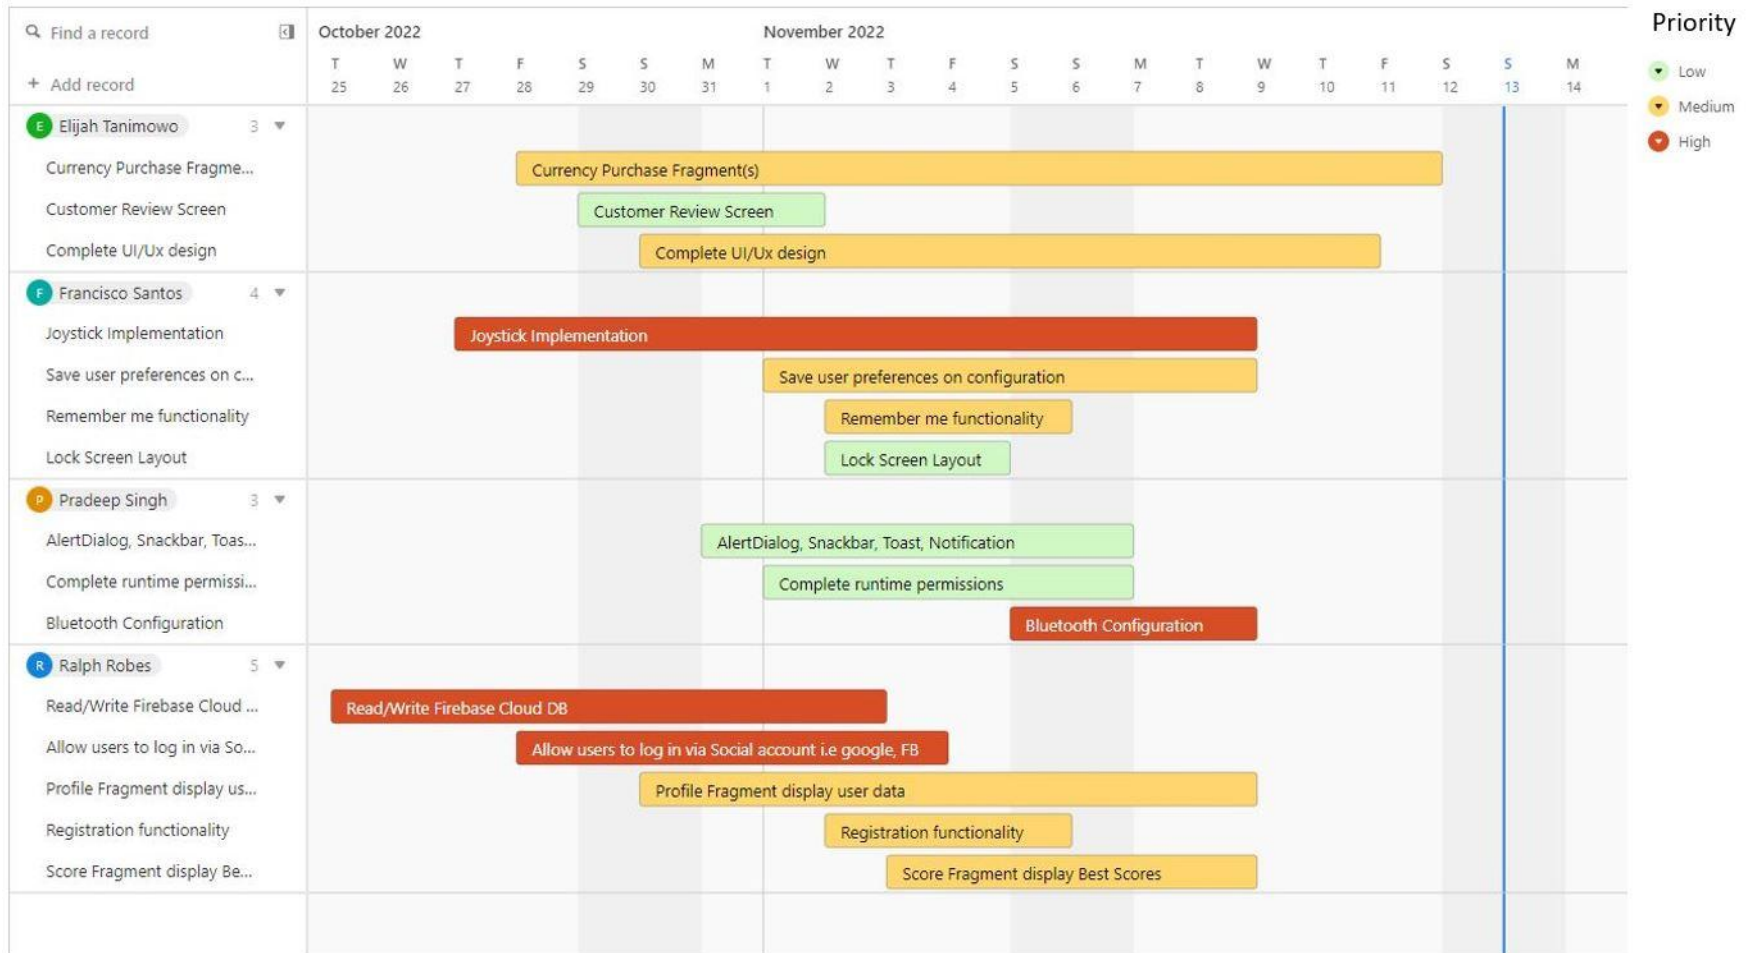 Find a record
October 2022
November 2022
Priority
T W T F S S M T W T F S S M T W T F S S M
Low
+ Add record
25 26 27 28 29 30 31 1 2 3 4 5 6 7 8 9 10 11 12 13 14
Medium
E Elijah Tanimowo 3
High
Currency Purchase Fragme...
Currency Purchase Fragment(s)
Customer Review Screen
Customer Review Screen
Complete UI/Ux design
Complete UI/Ux design
F Francisco Santos 4
Joystick Implementation
Joystick Implementation
Save user preferences on c...
Save user preferences on configuration
Remember me functionality
Remember me functionality
Lock Screen Layout
Lock Screen Layout
P Pradeep Singh 3
AlertDialog, Snackbar, Toas...
AlertDialog, Snackbar, Toast, Notification
Complete runtime permissi...
Complete runtime permissions
Bluetooth Configuration
Bluetooth Configuration
R Ralph Robes 5
Read/Write Firebase Cloud ...
Read/Write Firebase Cloud DB
Allow users to log in via So...
Allow users to log in via Social account i.e google, FB
Profile Fragment display us...
Profile Fragment display user data
Registration functionality
Registration functionality
Score Fragment display Be...
Score Fragment display Best Scores